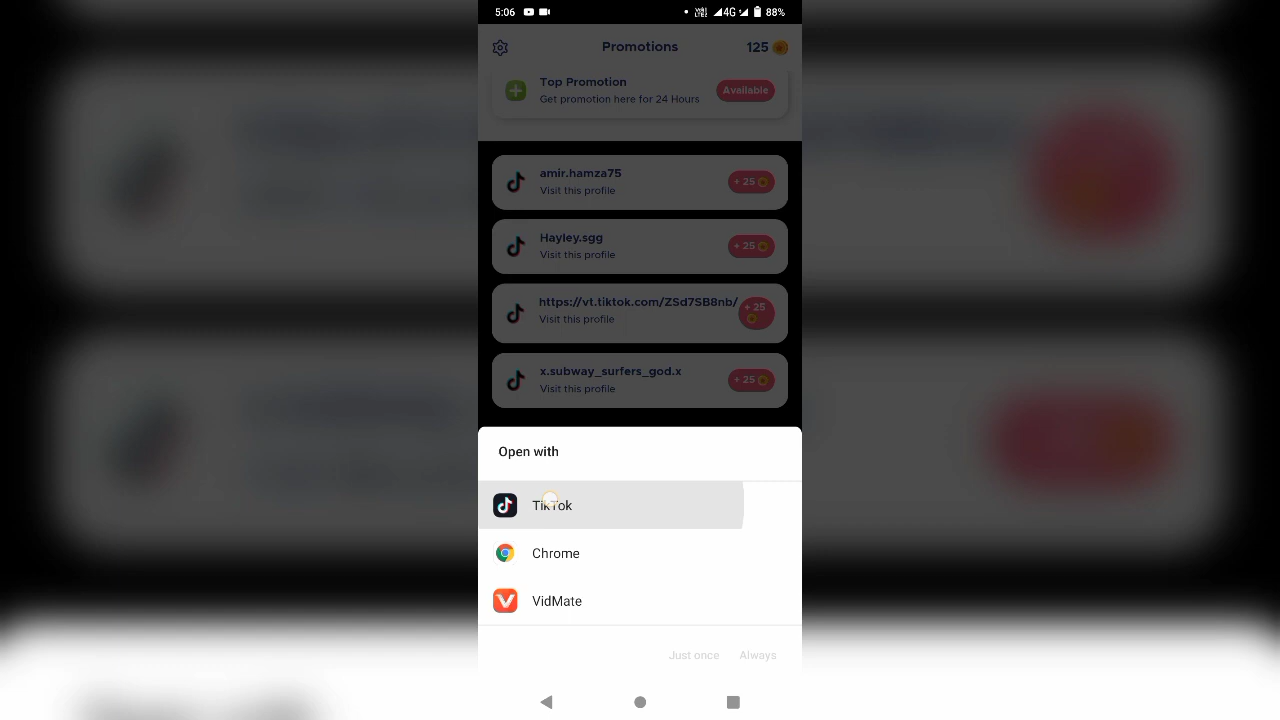 5:06 4G 88%
Promotions 125
Top Promotion
Get promotion here for 24 Hours
Available
amir.hamza75
Visit this profile
+ 25
Hayley.sgg
Visit this profile
+ 25
https://vt.tiktok.com/ZSd7SB8nb/
Visit this profile
+ 25
x.subway_surfers_god.x
Visit this profile
+ 25
Open with
TikTok
Chrome
VidMate
Just once Always